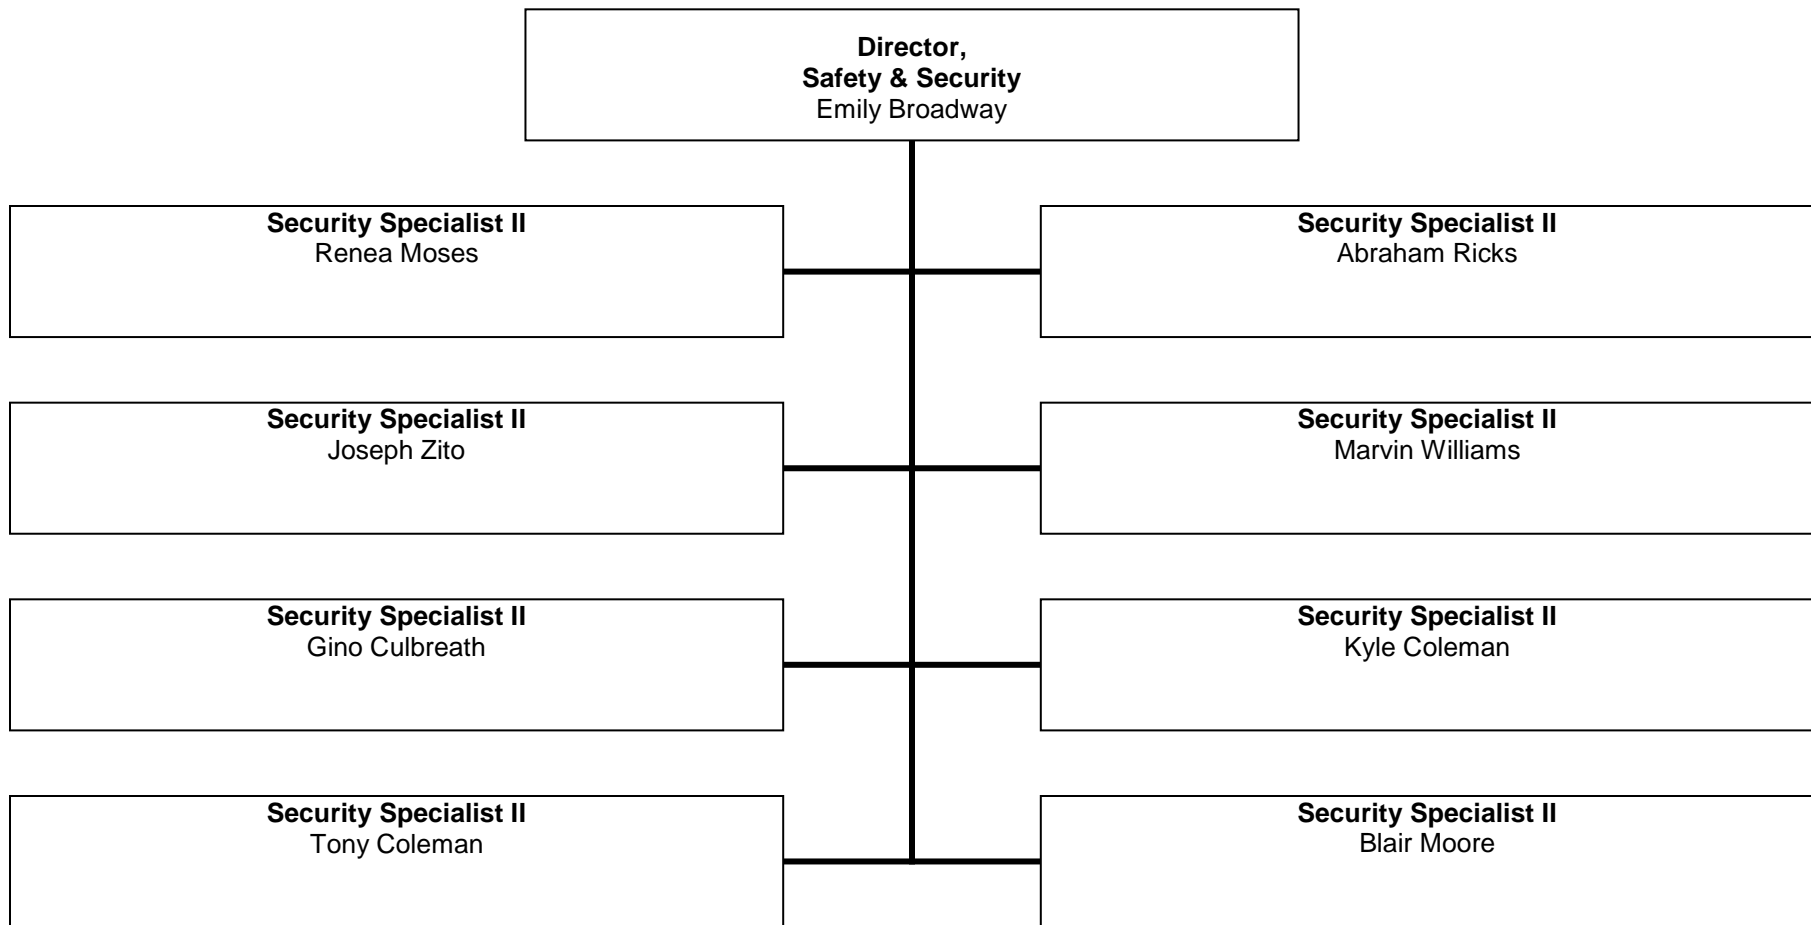 Director,
Safety & Security
Emily Broadway
Security Specialist II
Renea Moses
Security Specialist II
Abraham Ricks
Security Specialist II
Joseph Zito
Security Specialist II
Marvin Williams
Security Specialist II
Gino Culbreath
Security Specialist II
Kyle Coleman
Security Specialist II
Tony Coleman
Security Specialist II
Blair Moore